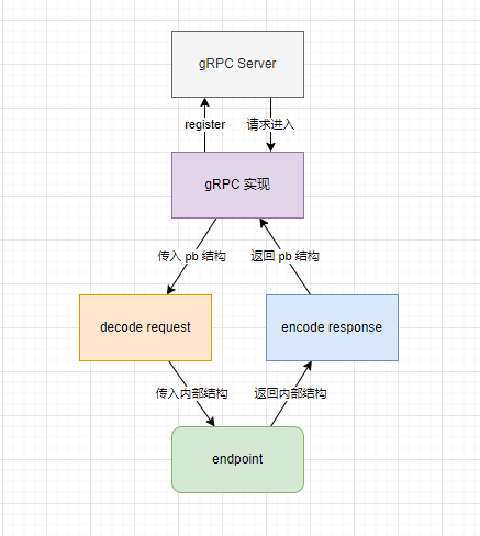 gRPC Server
register
请求进入
gRPC 实现
传入 pb 结构
返回 pb 结构
decode request
encode response
传入内部结构
返回内部结构
endpoint